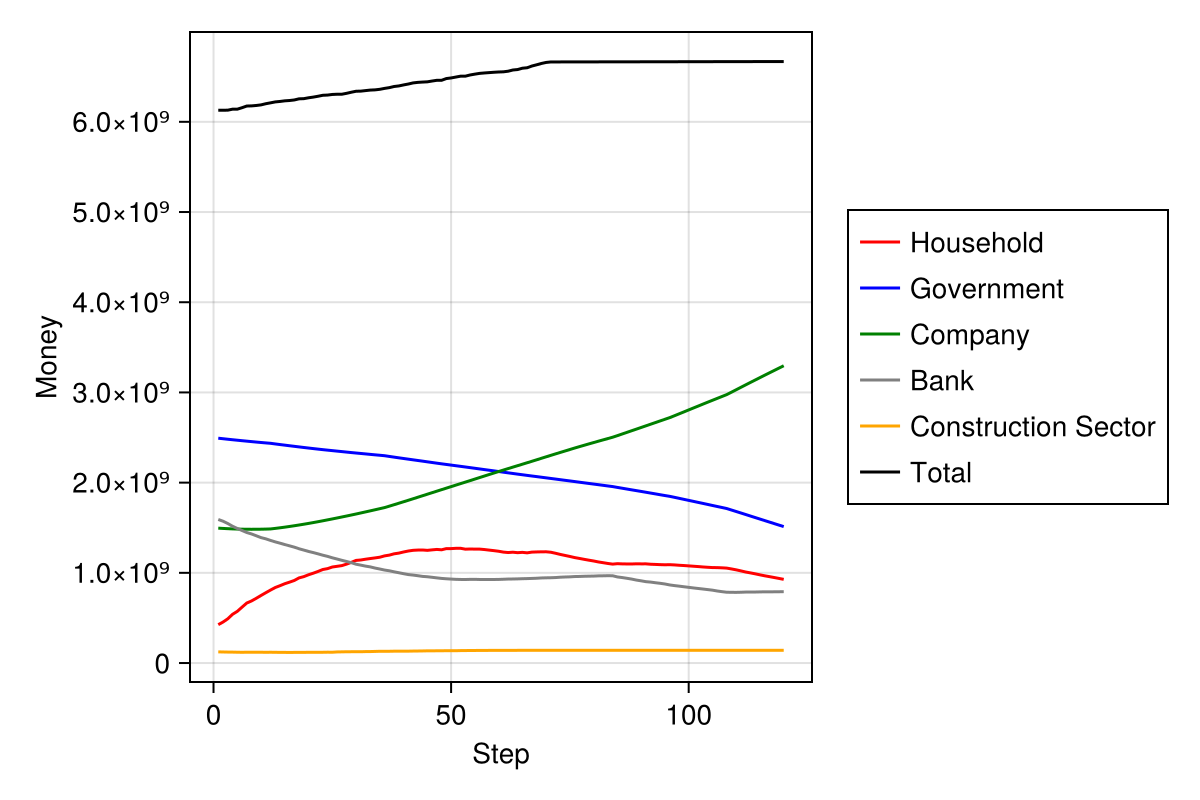 6.0×10⁹
5.0×10⁹
4.0×10⁹
3.0×10⁹
2.0×10⁹
1.0×10⁹
0
Money
0 50 100
Step
Household
Government
Company
Bank
Construction Sector
Total